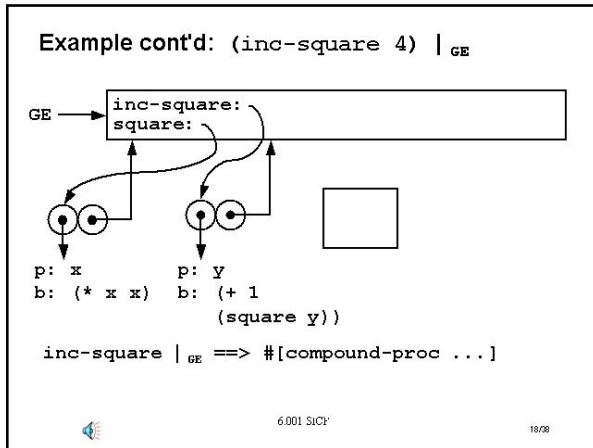 Example cont'd: (inc-square 4) | GE
inc-square:
GE
square:
p: x
b: (* x x)
p: y
b: (+ 1
(square y))
inc-square | GE ==> #[compound-proc ...]
6.001 SICP
18/38